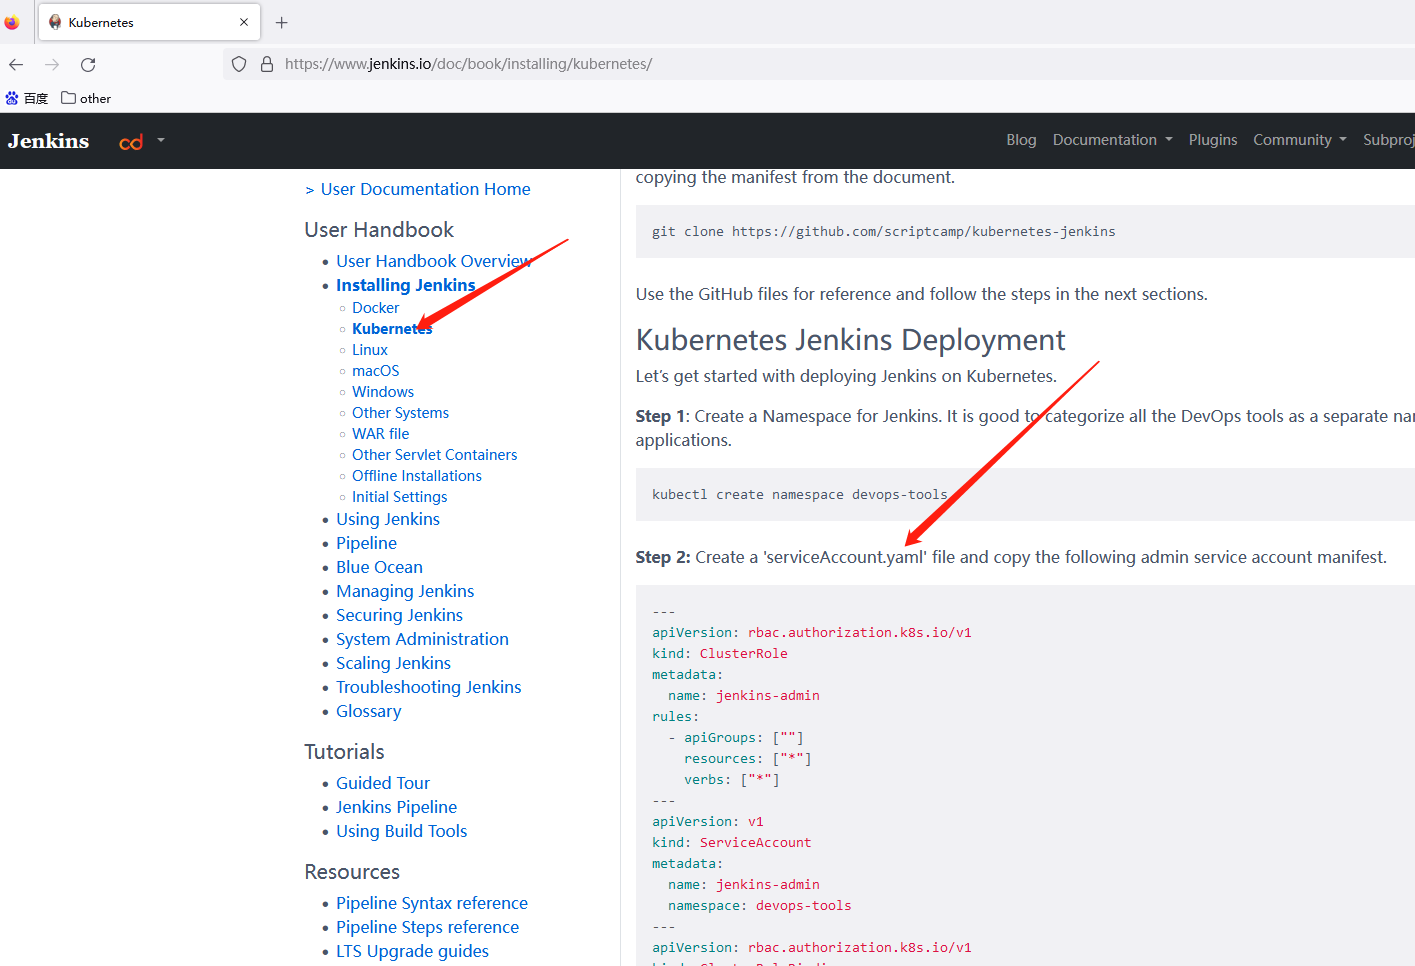 Kubernetes
https://www.jenkins.io/doc/book/installing/kubernetes/
百度 other
Jenkins cd Blog Documentation Plugins Community Subproj
> User Documentation Home
User Handbook
User Handbook Overview
Installing Jenkins
Docker
Kubernetes
Linux
macOS
Windows
Other Systems
WAR file
Other Servlet Containers
Offline Installations
Initial Settings
Using Jenkins
Pipeline
Blue Ocean
Managing Jenkins
Securing Jenkins
System Administration
Scaling Jenkins
Troubleshooting Jenkins
Glossary
Tutorials
Guided Tour
Jenkins Pipeline
Using Build Tools
Resources
Pipeline Syntax reference
Pipeline Steps reference
LTS Upgrade guides
copying the manifest from the document.
git clone https://github.com/scriptcamp/kubernetes-jenkins
Use the GitHub files for reference and follow the steps in the next sections.
Kubernetes Jenkins Deployment
Let's get started with deploying Jenkins on Kubernetes.
Step 1: Create a Namespace for Jenkins. It is good to categorize all the DevOps tools as a separate na
applications.
kubectl create namespace devops-tools
Step 2: Create a 'serviceAccount.yaml' file and copy the following admin service account manifest.
---
apiVersion: rbac.authorization.k8s.io/v1
kind: ClusterRole
metadata:
  name: jenkins-admin
rules:
  - apiGroups: [""]
    resources: ["*"]
    verbs: ["*"]
---
apiVersion: v1
kind: ServiceAccount
metadata:
  name: jenkins-admin
  namespace: devops-tools
---
apiVersion: rbac.authorization.k8s.io/v1